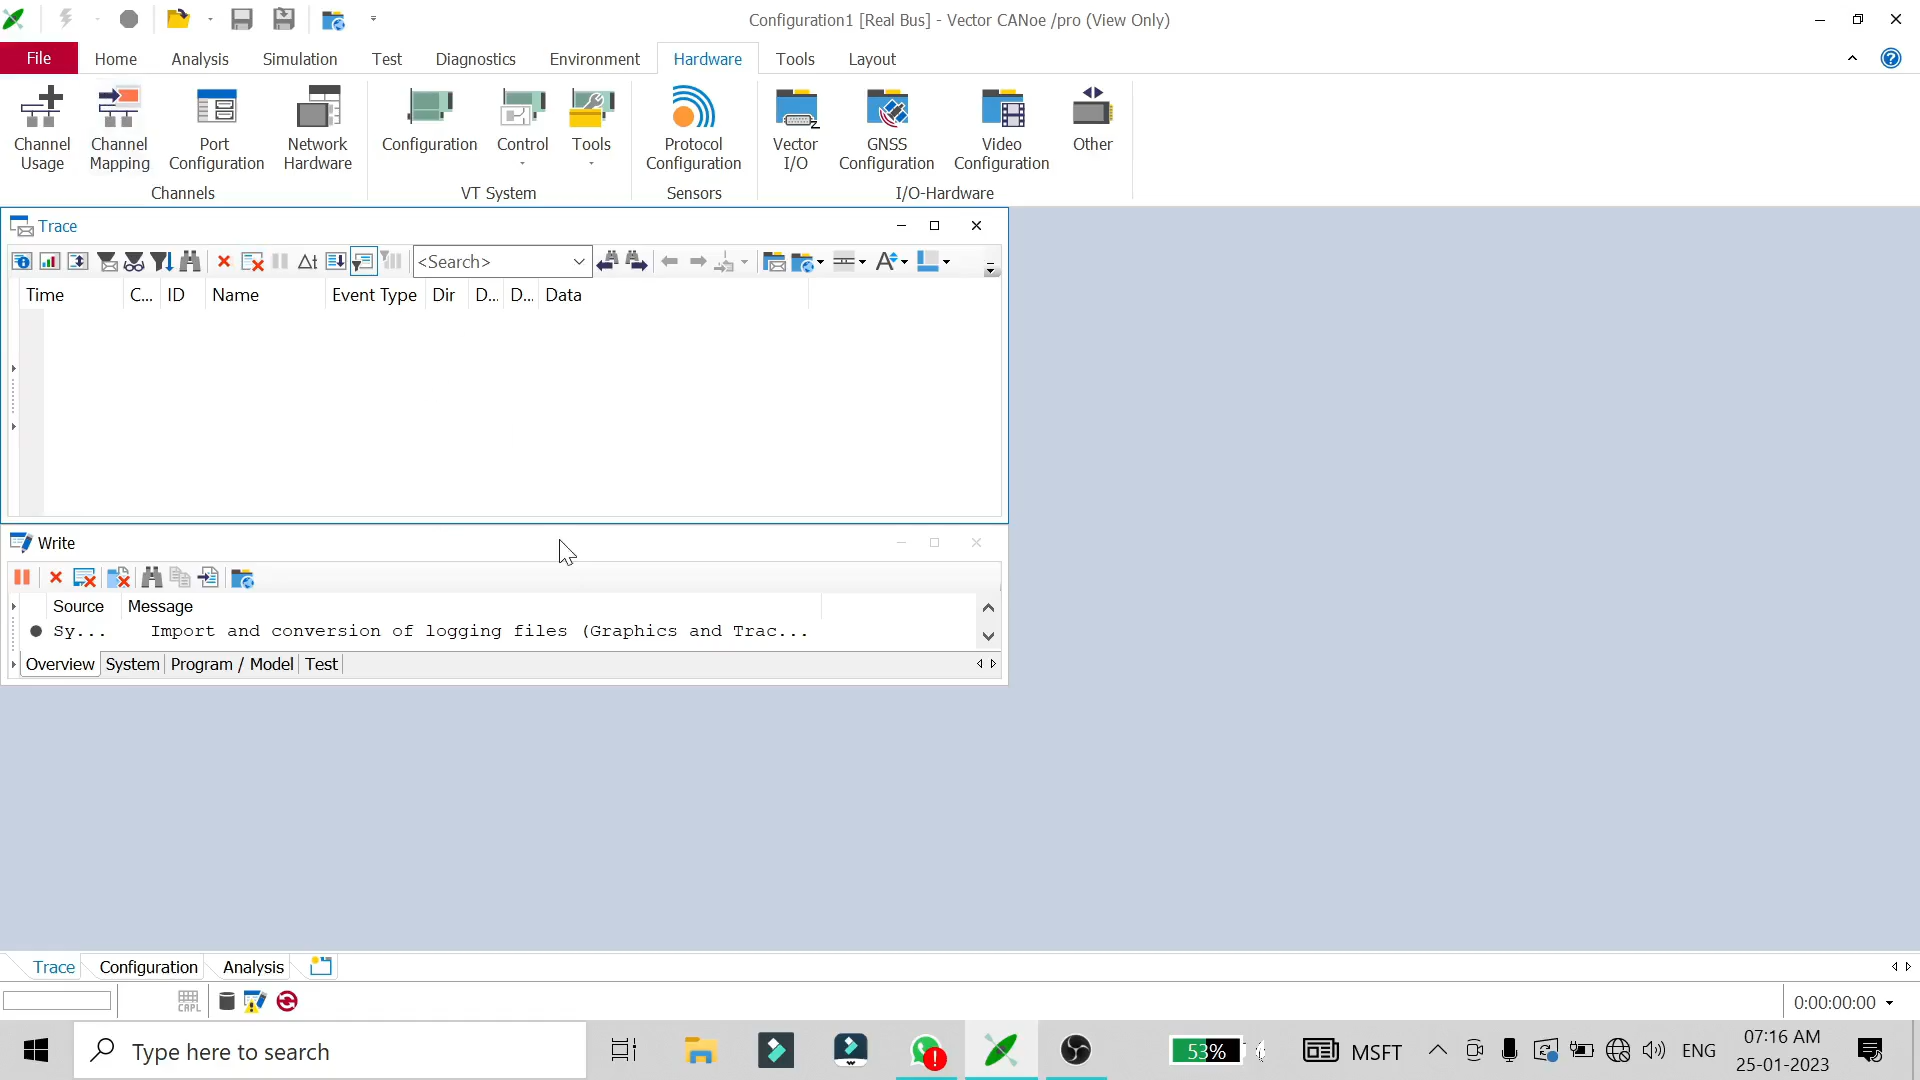 Configuration1 [Real Bus] - Vector CANoe /pro (View Only)
File Home Analysis Simulation Test Diagnostics Environment Hardware Tools Layout
Channel Usage
Channel Mapping
Port Configuration
Network Hardware
Configuration
Control
Tools
Protocol Configuration
Vector I/O
GNSS Configuration
Video Configuration
Other
Channels VT System Sensors I/O-Hardware
Trace
<Search>
Time C... ID Name Event Type Dir D... D... Data
Write
Source Message
Sy... Import and conversion of logging files (Graphics and Trac...
Overview System Program / Model Test
Trace Configuration Analysis
CAPL
0:00:00:00
Type here to search
53%
MSFT
ENG
07:16 AM
25-01-2023